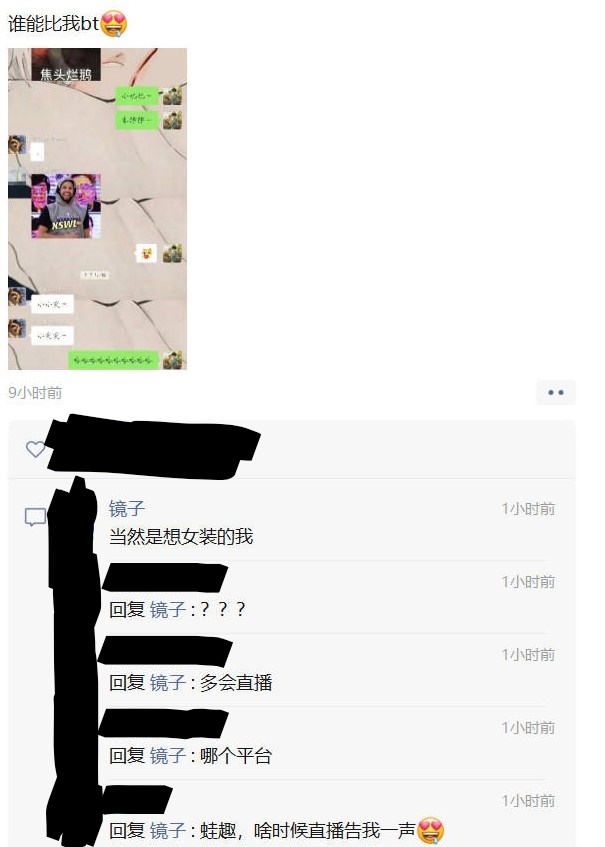 谁能比我bt
焦头烂鹅
XSWL
9小时前
镜子
1小时前
当然是想女装的我
1小时前
回复 镜子 : ? ? ?
1小时前
回复 镜子 : 多会直播
1小时前
回复 镜子 : 哪个平台
1小时前
回复 镜子 : 蛙趣，啥时候直播告我一声